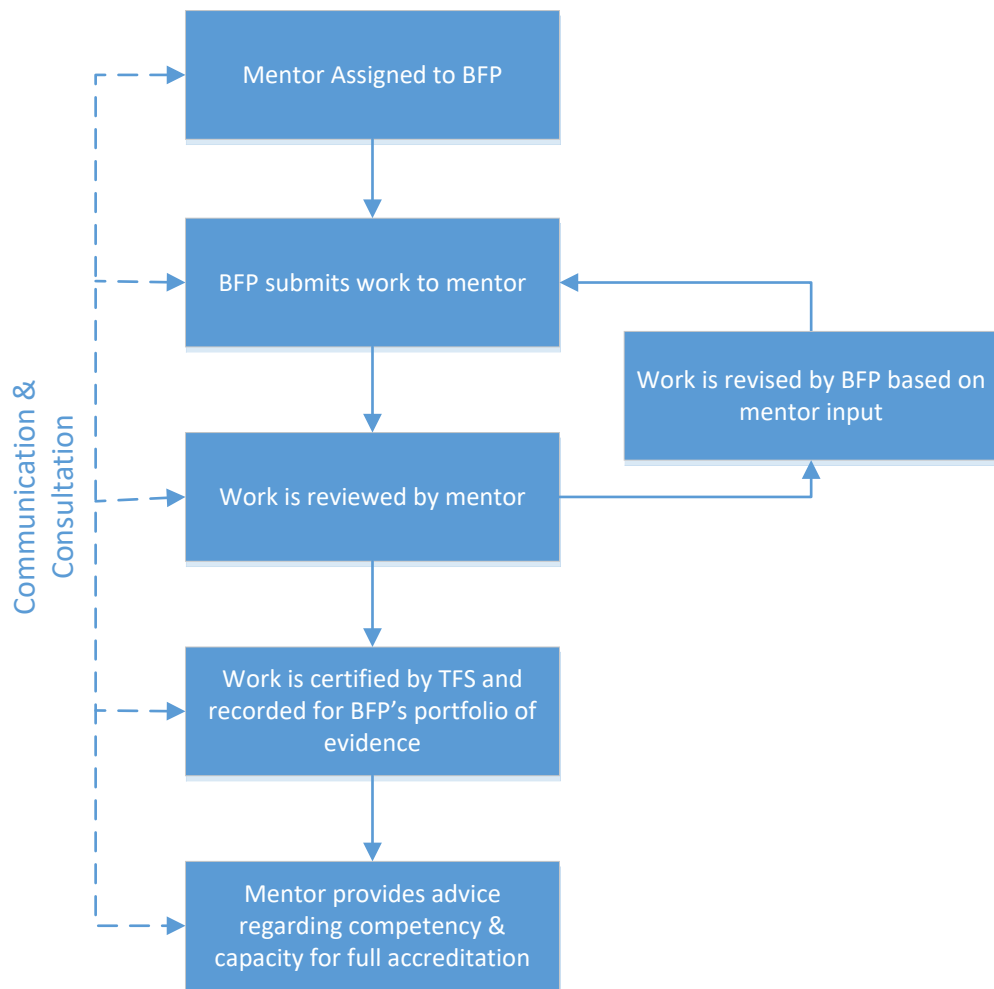 Mentor Assigned to BFP
BFP submits work to mentor
Work is revised by BFP based on
mentor input
Communication &
Consultation
Work is reviewed by mentor
Work is certified by TFS and
recorded for BFP’s portfolio of
evidence
Mentor provides advice
regarding competency &
capacity for full accreditation